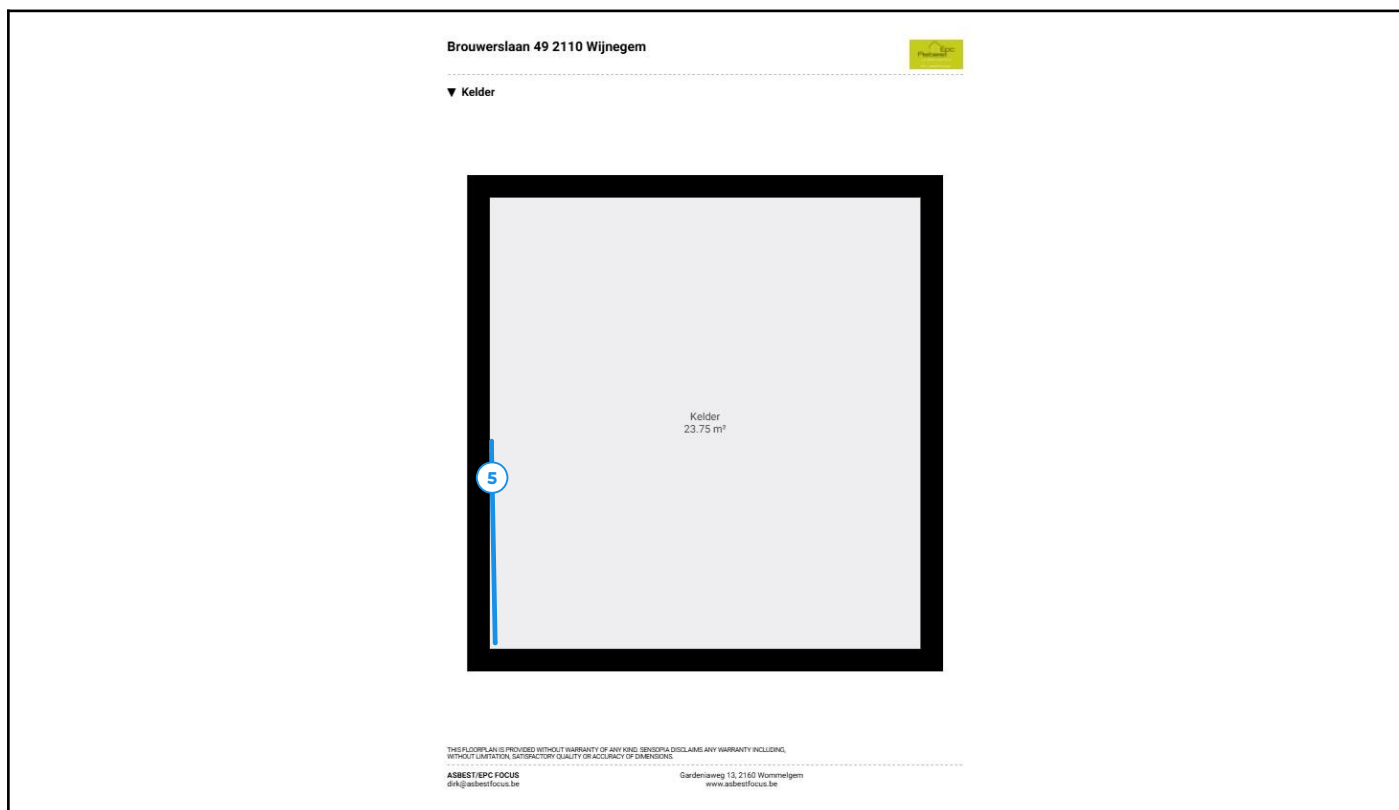 Brouwerslaan 49 2110 Wijnegem
Epc
▼ Kelder
Kelder
23.75 m²
5
THIS FLOORPLAN IS PROVIDED WITHOUT WARRANTY OF ANY KIND. SENSOPIA DISCLAIMS ANY WARRANTY INCLUDING,
WITHOUT LIMITATION, SATISFACTORY QUALITY OR ACCURACY OF DIMENSIONS.
ASBEST/EPC FOCUS
Gardeniaweg 13, 2160 Wommelgem
dirk@asbestfocus.be
www.asbestfocus.be